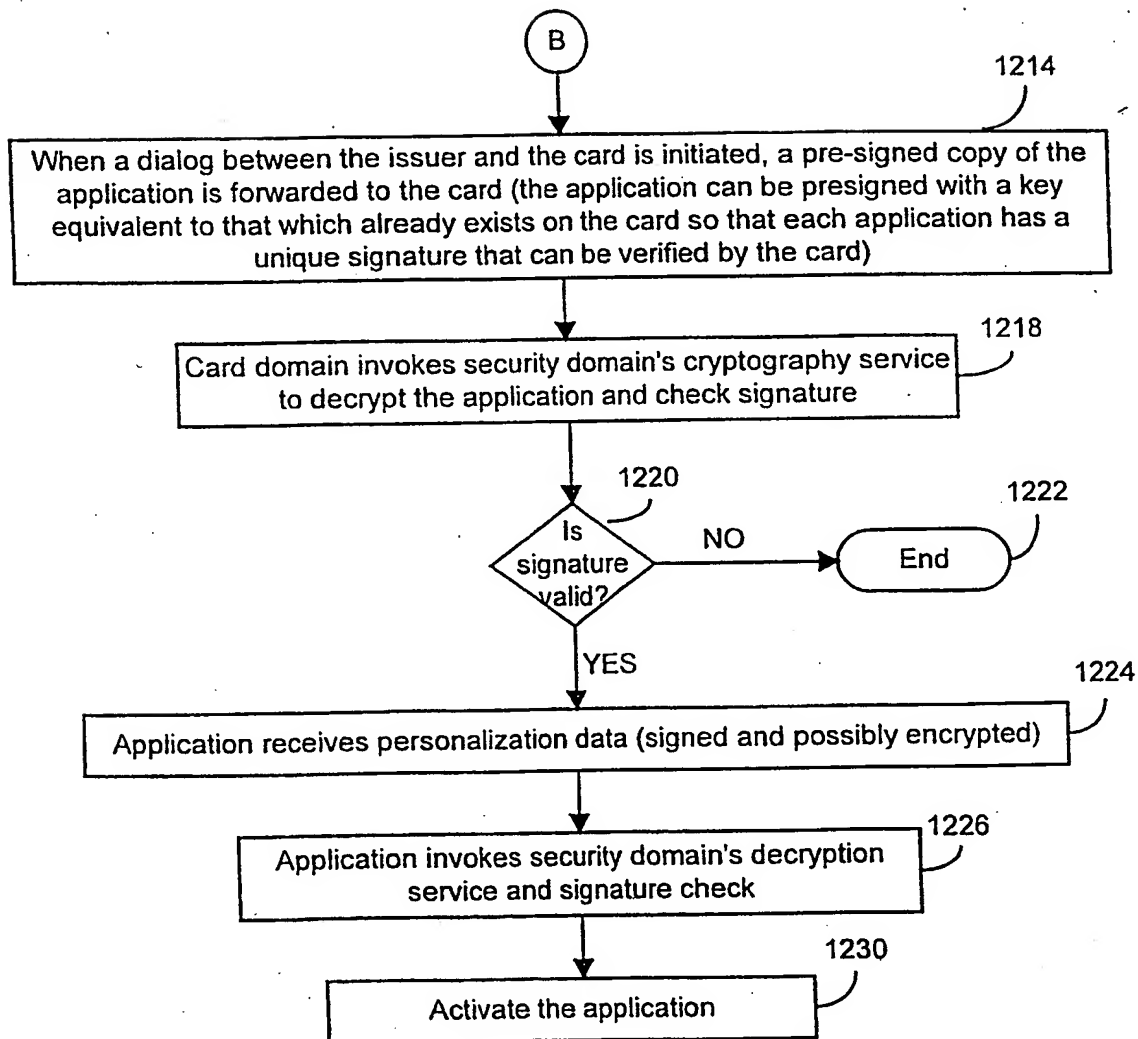 B
1214
When a dialog between the issuer and the card is initiated, a pre-signed copy of the
application is forwarded to the card (the application can be presigned with a key
equivalent to that which already exists on the card so that each application has a
unique signature that can be verified by the card)
1218
Card domain invokes security domain's cryptography service
to decrypt the application and check signature
1220
1222
Is
signature
valid?
NO
End
YES
1224
Application receives personalization data (signed and possibly encrypted)
1226
Application invokes security domain's decryption
service and signature check
1230
Activate the application